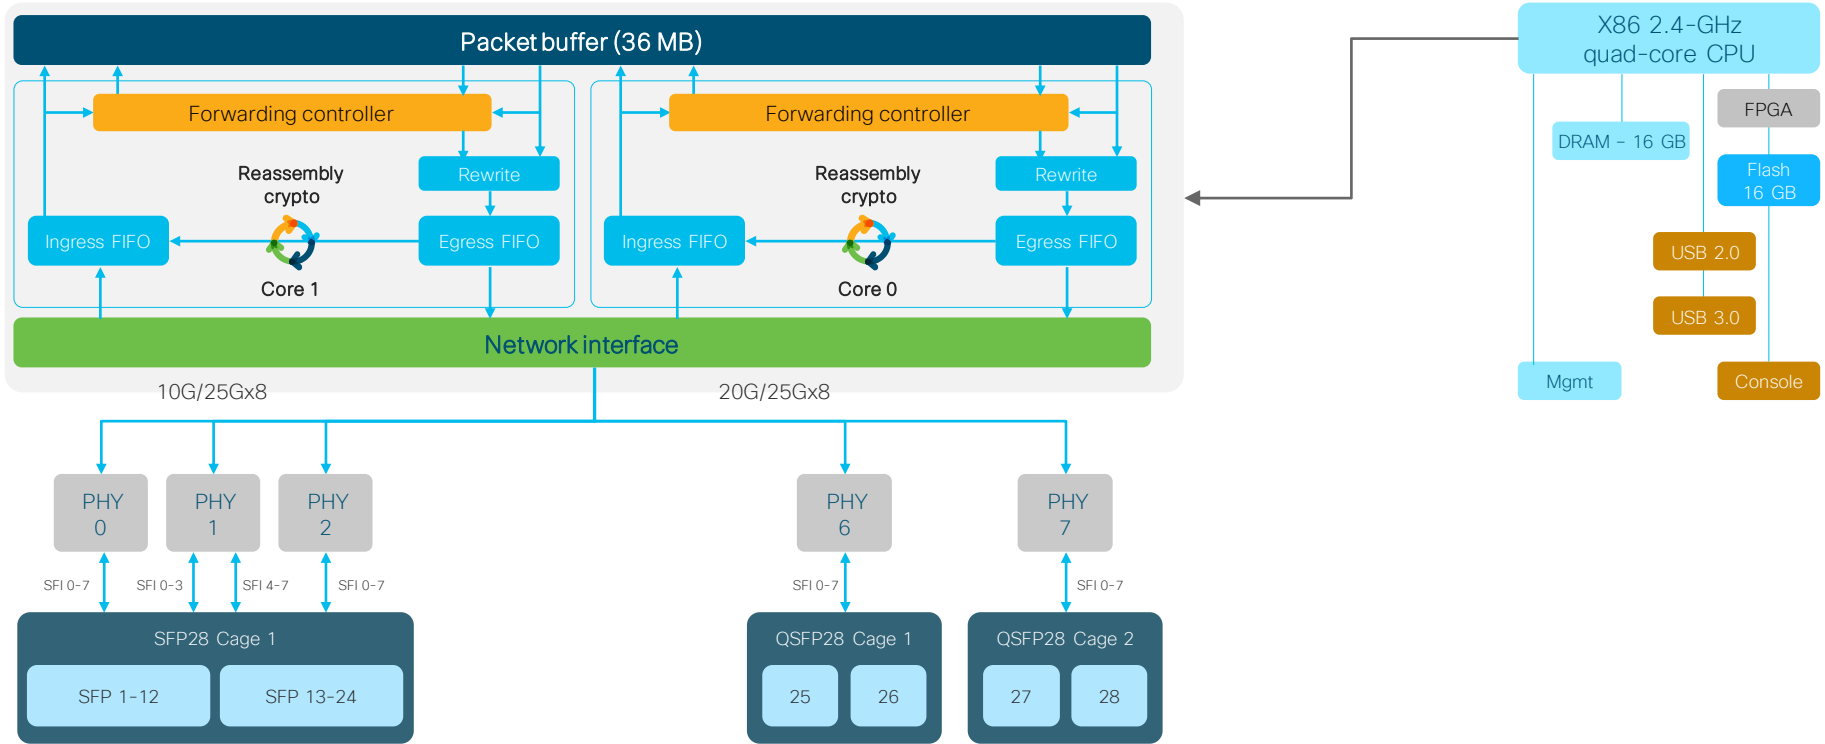 Packet buffer (36 MB)
Forwarding controller
Reassembly
crypto
Rewrite
Ingress FIFO
Egress FIFO
Core 1
Forwarding controller
Reassembly
crypto
Rewrite
Ingress FIFO
Egress FIFO
Core 0
Network interface
10G/25Gx8
20G/25Gx8
PHY
0
PHY
1
PHY
2
PHY
6
PHY
7
SFI 0-7
SFI 0-3
SFI 4-7
SFI 0-7
SFI 0-7
SFI 0-7
SFP28 Cage 1
SFP 1-12
SFP 13-24
QSFP28 Cage 1
25
26
QSFP28 Cage 2
27
28
X86 2.4-GHz
quad-core CPU
FPGA
DRAM - 16 GB
Flash
16 GB
USB 2.0
USB 3.0
Mgmt
Console